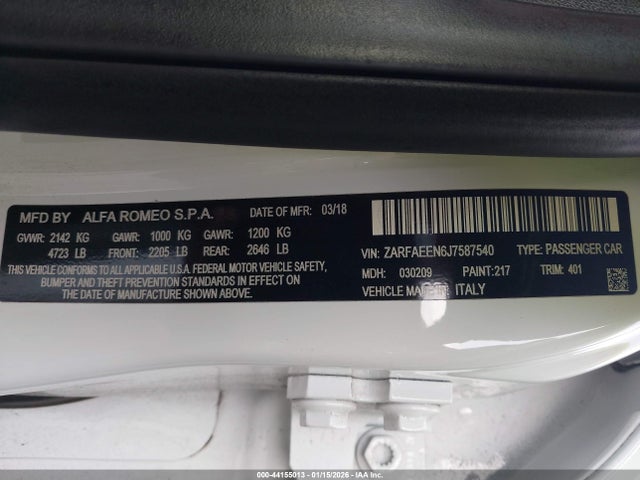 MFD BY ALFA ROMEO S.P.A. DATE OF MFR: 03/18
GVWR: 2142 KG GAWR: 1000 KG GAWR: 1200 KG
4723 LB FRONT: 2205 LB REAR: 2646 LB
THIS VEHICLE CONFORMS TO ALL APPLICABLE U.S.A. FEDERAL MOTOR VEHICLE SAFETY,
BUMPER AND THEFT PREVENTION STANDARDS IN EFFECT ON
THE DATE OF MANUFACTURE SHOWN ABOVE.
VIN: ZARFAEEN6J7587540 TYPE: PASSENGER CAR
MDH: 030209 PAINT: 217 TRIM: 401
VEHICLE MADE IN: ITALY
000-44155013 - 01/15/2026 - IAA Inc.